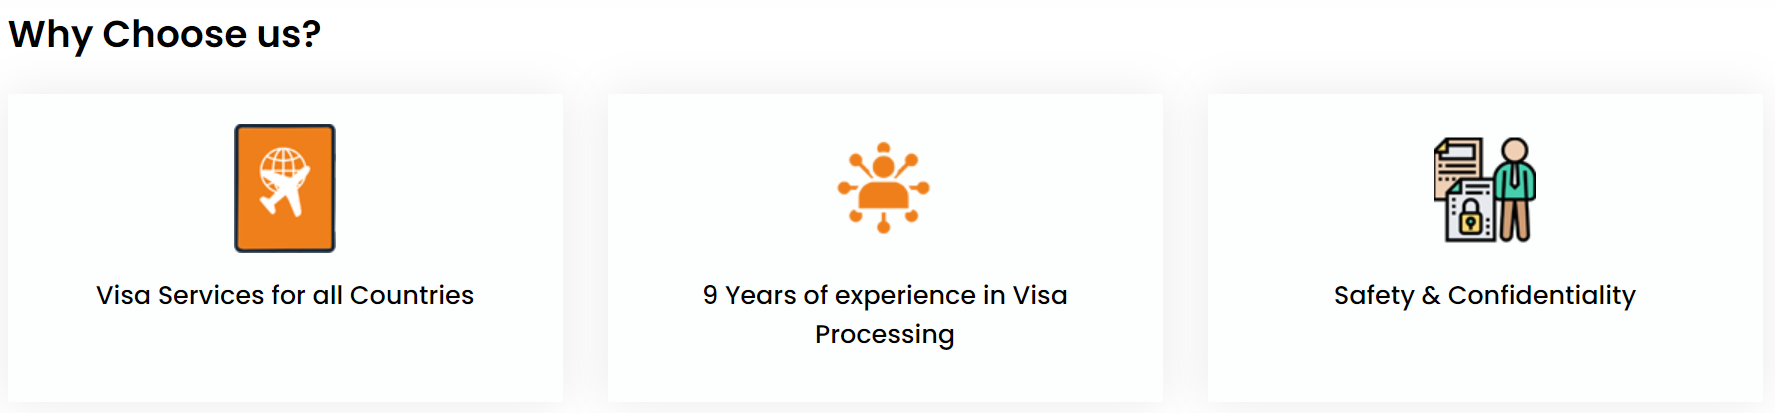 Why Choose us?
Visa Services for all Countries
9 Years of experience in Visa
Processing
Safety & Confidentiality